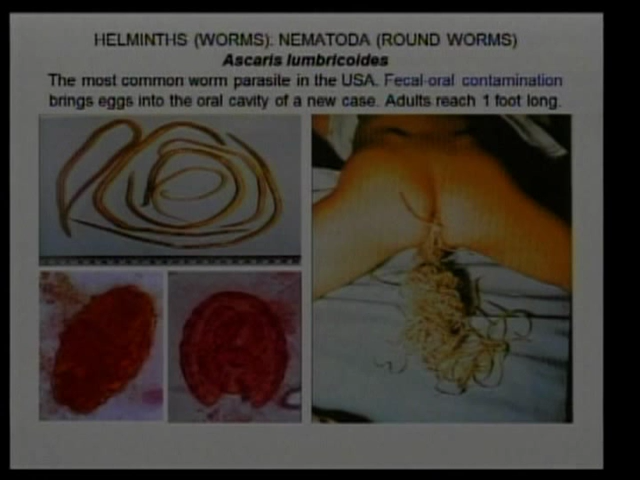 HELMINTHS (WORMS): NEMATODA (ROUND WORMS)
Ascaris lumbricoides
The most common worm parasite in the USA. Fecal-oral contamination
brings eggs into the oral cavity of a new case. Adults reach 1 foot long.